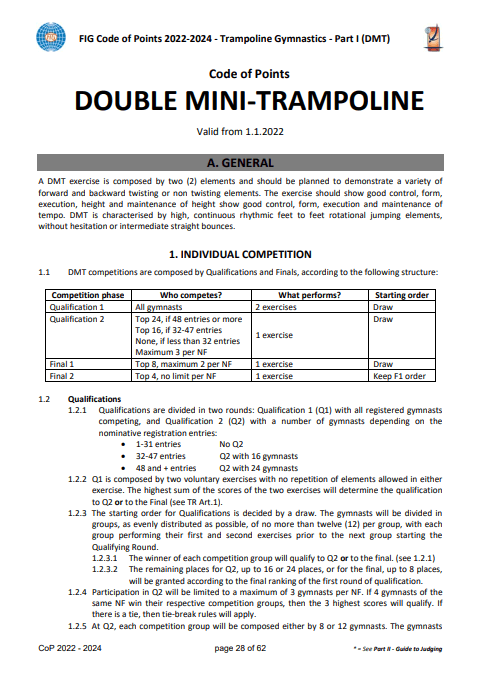 FIG Code of Points 2022-2024 - Trampoline Gymnastics - Part I (DMT)
Code of Points
DOUBLE MINI-TRAMPOLINE
Valid from 1.1.2022
A. GENERAL
A DMT exercise is composed by two (2) elements and should be planned to demonstrate a variety of
forward and backward twisting or non twisting elements. The exercise should show good control, form,
execution, height and maintenance of height show good control, form, execution and maintenance of
tempo. DMT is characterised by high, continuous rhythmic feet to feet rotational jumping elements,
without hesitation or intermediate straight bounces.
1. INDIVIDUAL COMPETITION
1.1 DMT competitions are composed by Qualifications and Finals, according to the following structure:
Competition phase Who competes? What performs? Starting order
Qualification 1 All gymnasts 2 exercises Draw
Qualification 2 Top 24, if 48 entries or more Draw
Top 16, if 32-47 entries
1 exercise
None, if less than 32 entries
Maximum 3 per NF
Final 1 Top 8, maximum 2 per NF 1 exercise Draw
Final 2 Top 4, no limit per NF 1 exercise Keep F1 order
1.2 Qualifications
1.2.1 Qualifications are divided in two rounds: Qualification 1 (Q1) with all registered gymnasts
competing, and Qualification 2 (Q2) with a number of gymnasts depending on the
nominative registration entries:
• 1-31 entries No Q2
• 32-47 entries Q2 with 16 gymnasts
• 48 and + entries Q2 with 24 gymnasts
1.2.2 Q1 is composed by two voluntary exercises with no repetition of elements allowed in either
exercise. The highest sum of the scores of the two exercises will determine the qualification
to Q2 or to the Final (see TR Art.1).
1.2.3 The starting order for Qualifications is decided by a draw. The gymnasts will be divided in
groups, as evenly distributed as possible, of no more than twelve (12) per group, with each
group performing their first and second exercises prior to the next group starting the
Qualifying Round.
1.2.3.1 The winner of each competition group will qualify to Q2 or to the final. (see 1.2.1)
1.2.3.2 The remaining places for Q2, up to 16 or 24 places, or for the final, up to 8 places,
will be granted according to the final ranking of the first round of qualification.
1.2.4 Participation in Q2 will be limited to a maximum of 3 gymnasts per NF. If 4 gymnasts of the
same NF win their respective competition groups, then the 3 highest scores will qualify. If
there is a tie, then tie-break rules will apply.
1.2.5 At Q2, each competition group will be composed either by 8 or 12 gymnasts. The gymnasts
CoP 2022 - 2024 page 28 of 62 * = See Part II - Guide to Judging